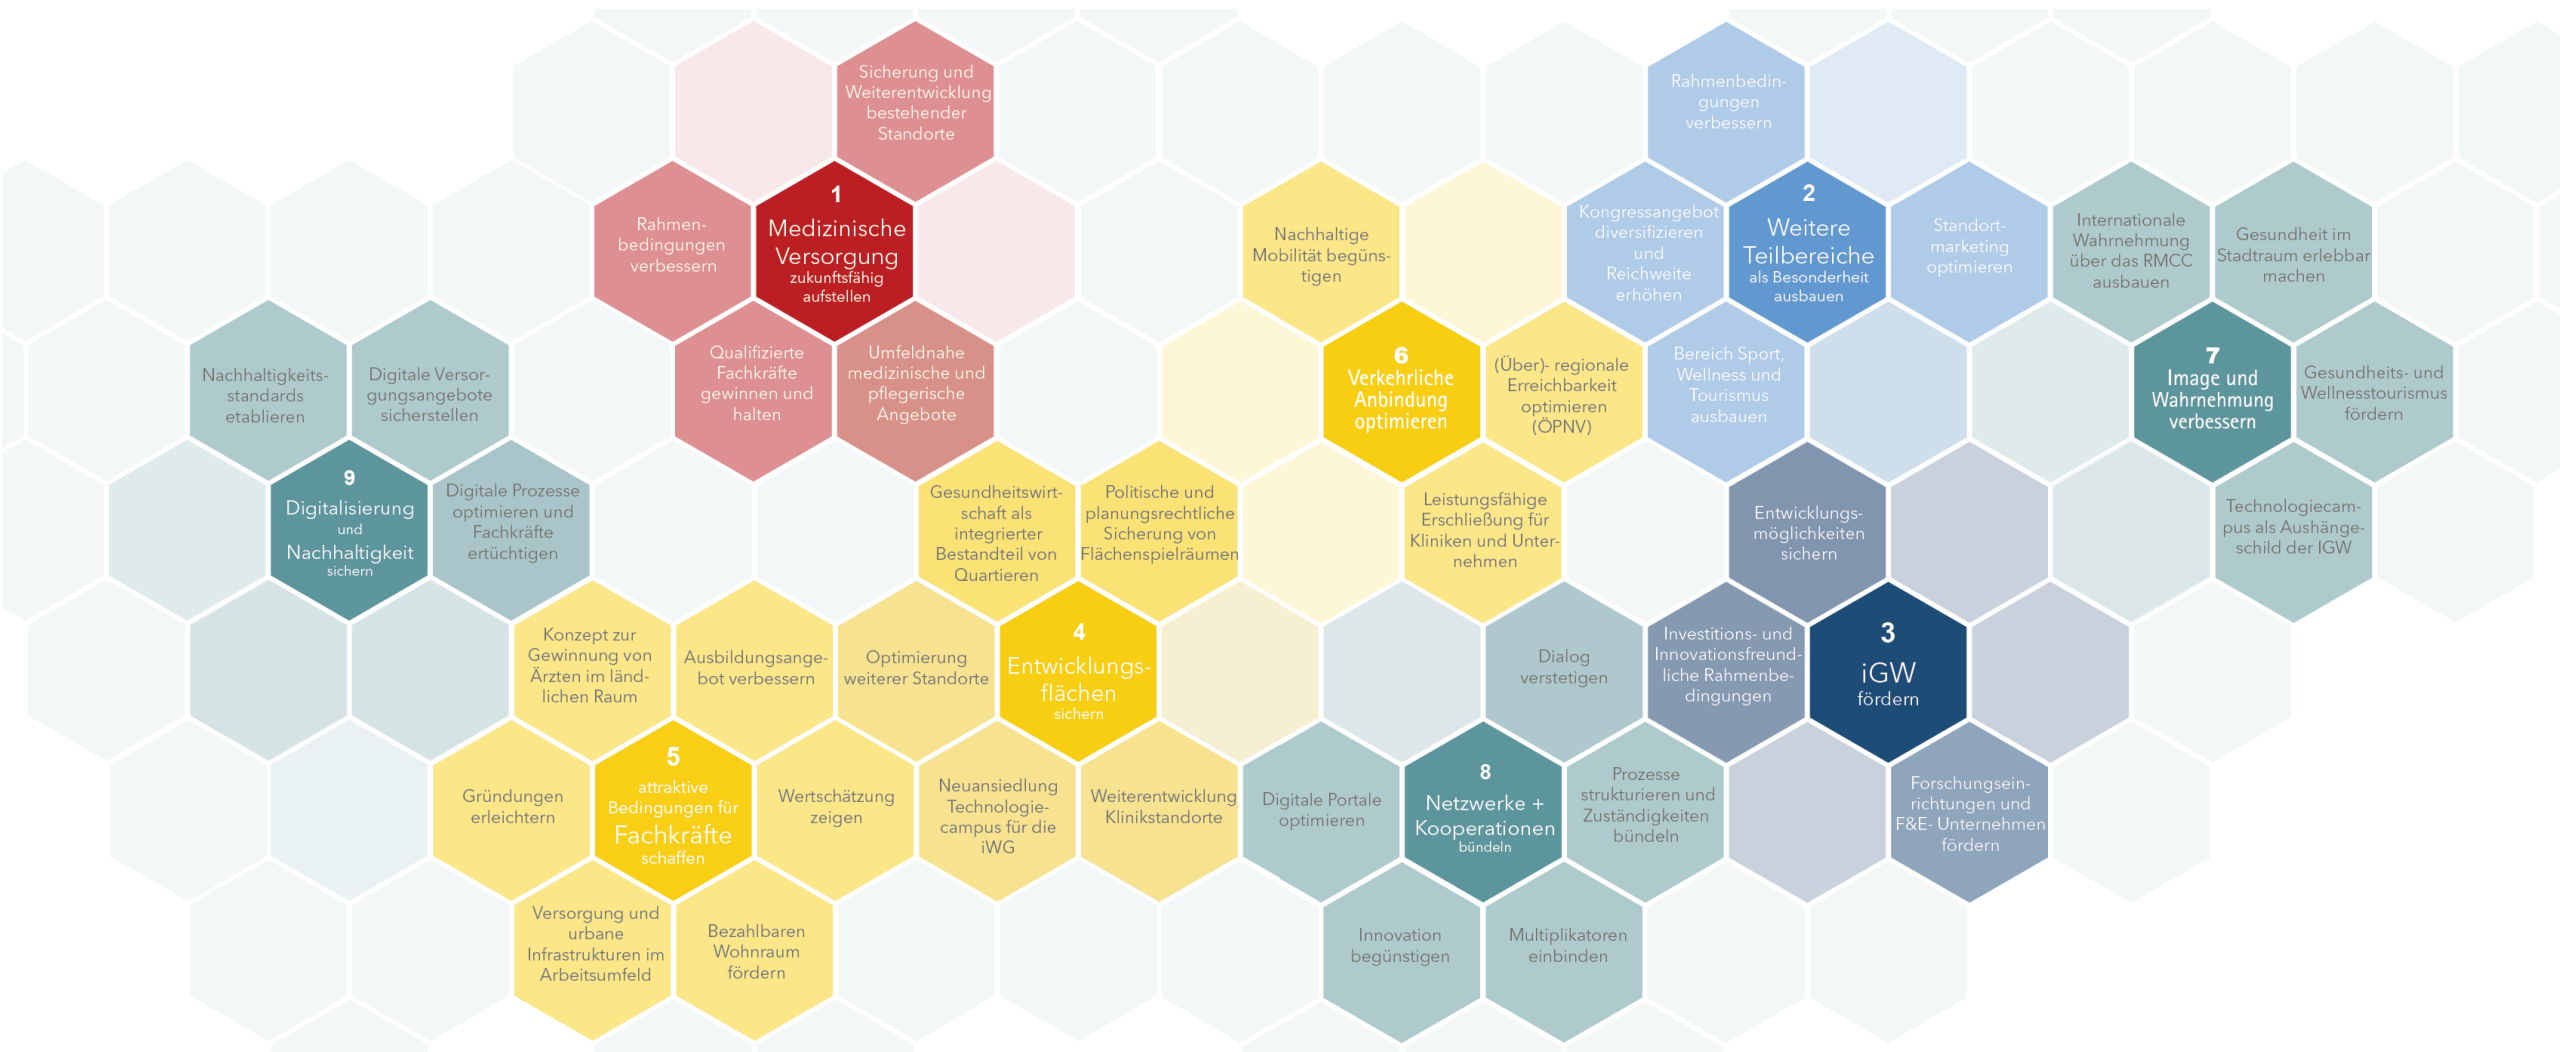 Sicherung und
Weiterentwicklung
bestehender
Standorte
Rahmen-
bedingungen
verbessern
1
Medizinische
Versorgung
zukunftsfähig
aufstellen
Qualifizierte
Fachkräfte
gewinnen und
halten
Umfeldnahe
medizinische und
pflegerische
Angebote
Rahmenbedin-
gungen
verbessern
Kongressangebot
diversifizieren
und
Reichweite
erhöhen
2
Weitere
Teilbereiche
als Besonderheit
ausbauen
Standort-
marketing
optimieren
Bereich Sport,
Wellness und
Tourismus
ausbauen
Nachhaltige
Mobilität begüns-
tigen
6
Verkehrliche
Anbindung
optimieren
(Über)- regionale
Erreichbarkeit
optimieren
(ÖPNV)
Leistungsfähige
Erschließung für
Kliniken und Unter-
nehmen
Internationale
Wahrnehmung
über das RMCC
ausbauen
Gesundheit im
Stadtraum erlebbar
machen
7
Image und
Wahrnehmung
verbessern
Gesundheits- und
Wellnesstourismus
fördern
Technologiecam-
pus als Aushänge-
schild der IGW
Nachhaltigkeits-
standards
etablieren
Digitale Versor-
gungsangebote
sicherstellen
9
Digitalisierung
und
Nachhaltigkeit
sichern
Digitale Prozesse
optimieren und
Fachkräfte
ertüchtigen
Gesundheitswirt-
schaft als
integrierter
Bestandteil von
Quartieren
Politische und
planungsrechtliche
Sicherung von
Flächenspielräumen
Optimierung
weiterer Standorte
4
Entwicklungs-
flächen
sichern
Neuansiedlung
Technologie-
campus für die
iWG
Weiterentwicklung
Klinikstandorte
Konzept zur
Gewinnung von
Ärzten im länd-
lichen Raum
Ausbildungsange-
bot verbessern
Gründungen
erleichtern
5
attraktive
Bedingungen für
Fachkräfte
schaffen
Wertschätzung
zeigen
Versorgung und
urbane
Infrastrukturen im
Arbeitsumfeld
Bezahlbaren
Wohnraum
fördern
Entwicklungs-
möglichkeiten
sichern
Investitions- und
Innovationsfreund-
liche Rahmenbe-
dingungen
3
iGW
fördern
Forschungsein-
richtungen und
F&E- Unternehmen
fördern
Dialog
verstetigen
Digitale Portale
optimieren
8
Netzwerke +
Kooperationen
bündeln
Prozesse
strukturieren und
Zuständigkeiten
bündeln
Innovation
begünstigen
Multiplikatoren
einbinden